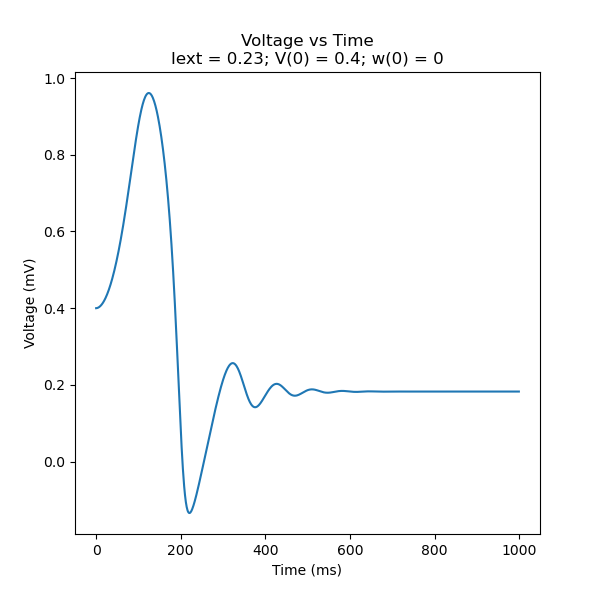 Voltage vs Time
Iext = 0.23; V(0) = 0.4; w(0) = 0
1.0
0.8
0.6
0.4
0.2
0.0
Voltage (mV)
0 200 400 600 800 1000
Time (ms)